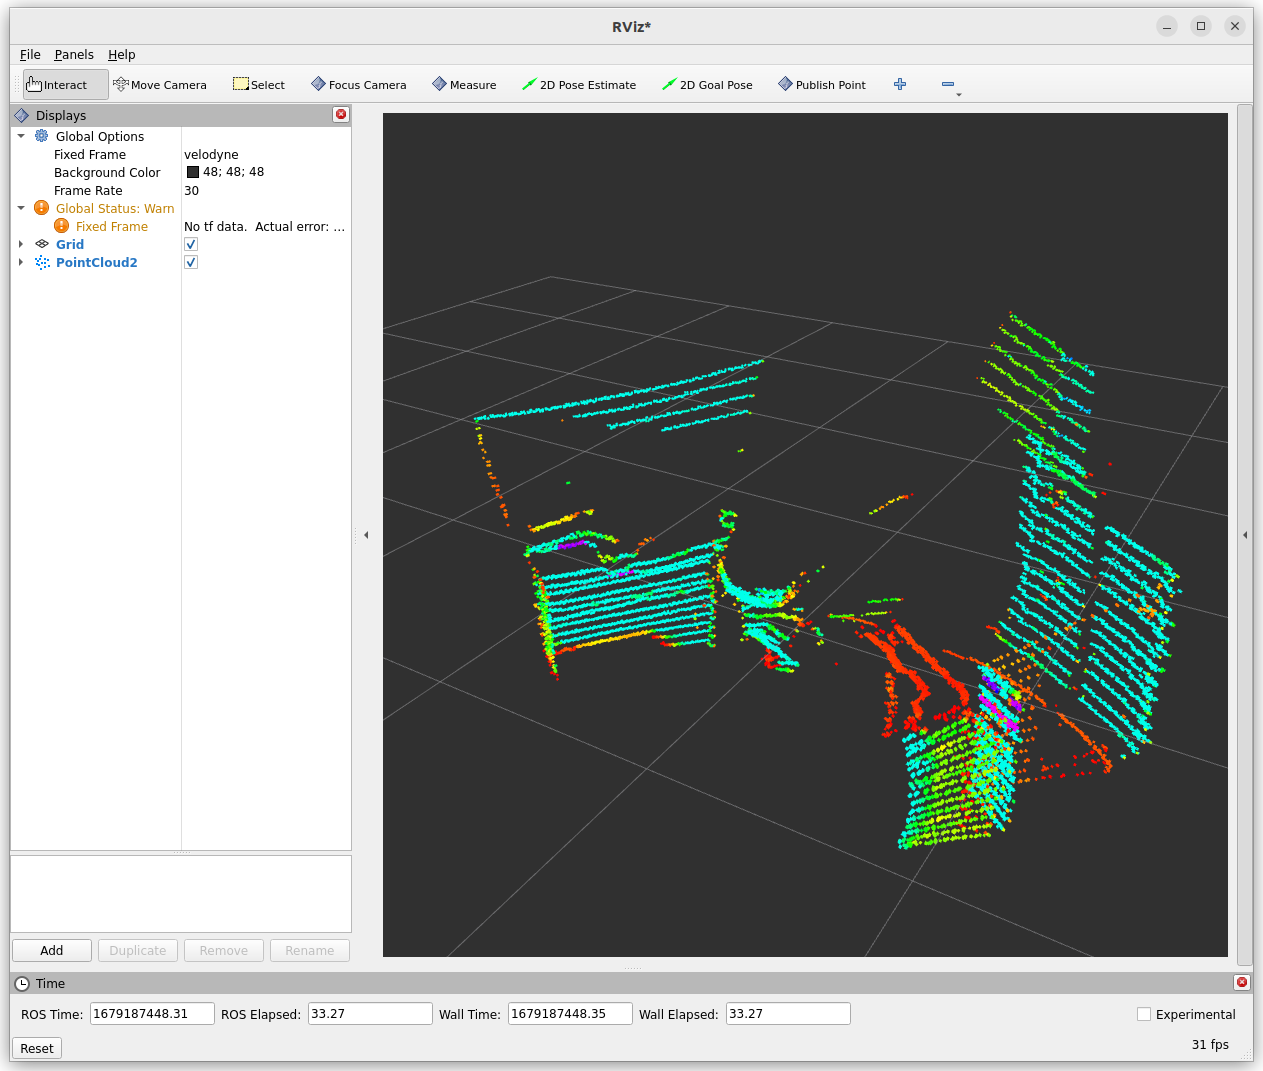 RViz*
File Panels Help
Interact Move Camera Select Focus Camera Measure 2D Pose Estimate 2D Goal Pose Publish Point
Displays
Global Options
Fixed Frame velodyne
Background Color 48; 48; 48
Frame Rate 30
Global Status: Warn
Fixed Frame No tf data. Actual error: ...
Grid
PointCloud2
Add Duplicate Remove Rename
Time
ROS Time: 1679187448.31 ROS Elapsed: 33.27 Wall Time: 1679187448.35 Wall Elapsed: 33.27 Experimental
Reset 31 fps